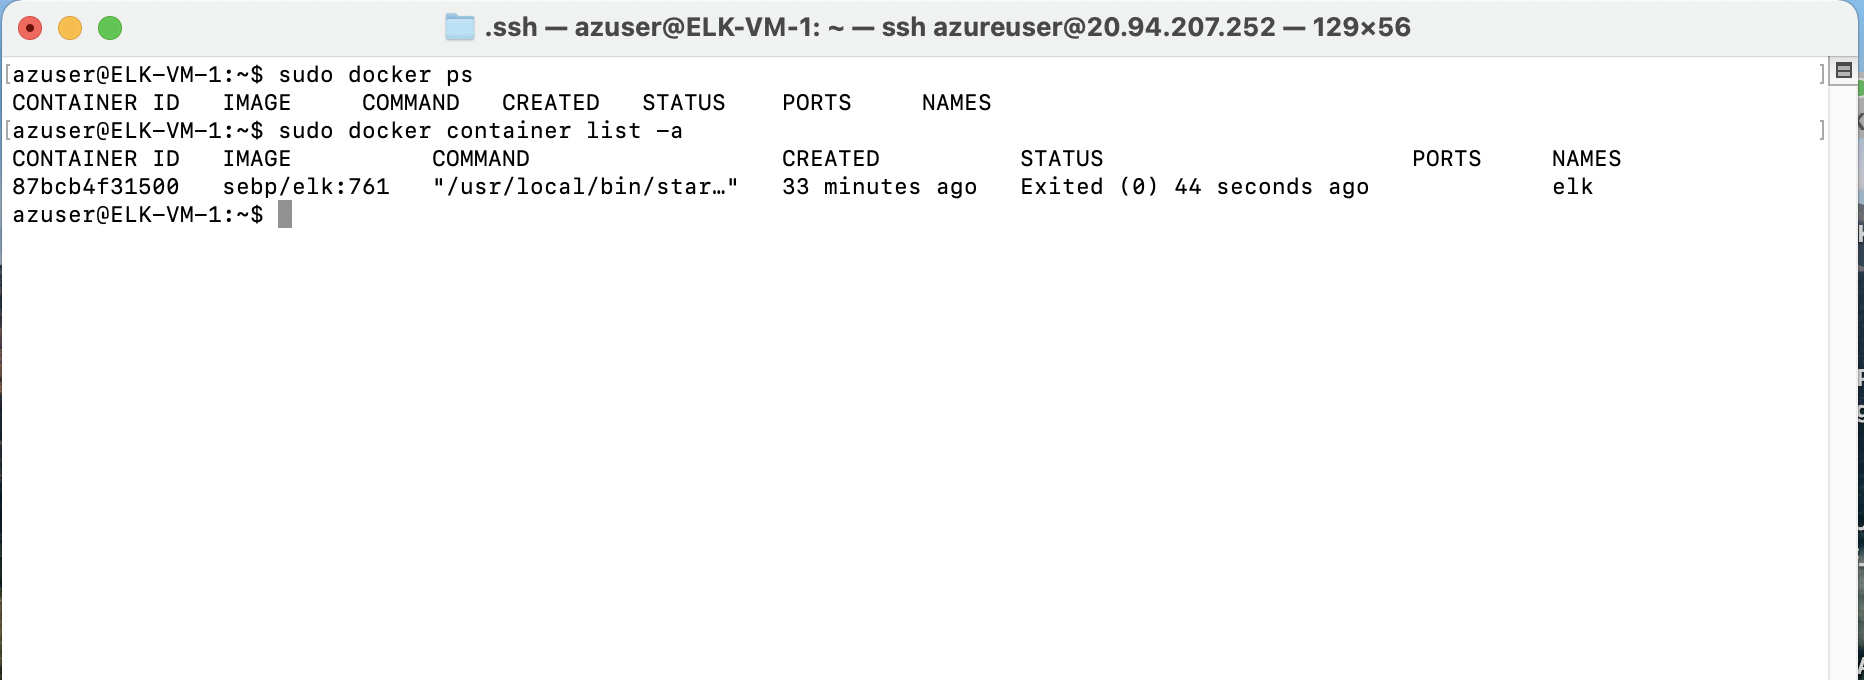 .ssh — azuser@ELK-VM-1: ~ — ssh azureuser@20.94.207.252 — 129×56
[azuser@ELK-VM-1:~$ sudo docker ps ]
CONTAINER ID   IMAGE     COMMAND   CREATED   STATUS    PORTS     NAMES
[azuser@ELK-VM-1:~$ sudo docker container list -a ]
CONTAINER ID   IMAGE          COMMAND                  CREATED          STATUS                      PORTS     NAMES
87bcb4f31500   sebp/elk:761   "/usr/local/bin/star…"   33 minutes ago   Exited (0) 44 seconds ago             elk
azuser@ELK-VM-1:~$